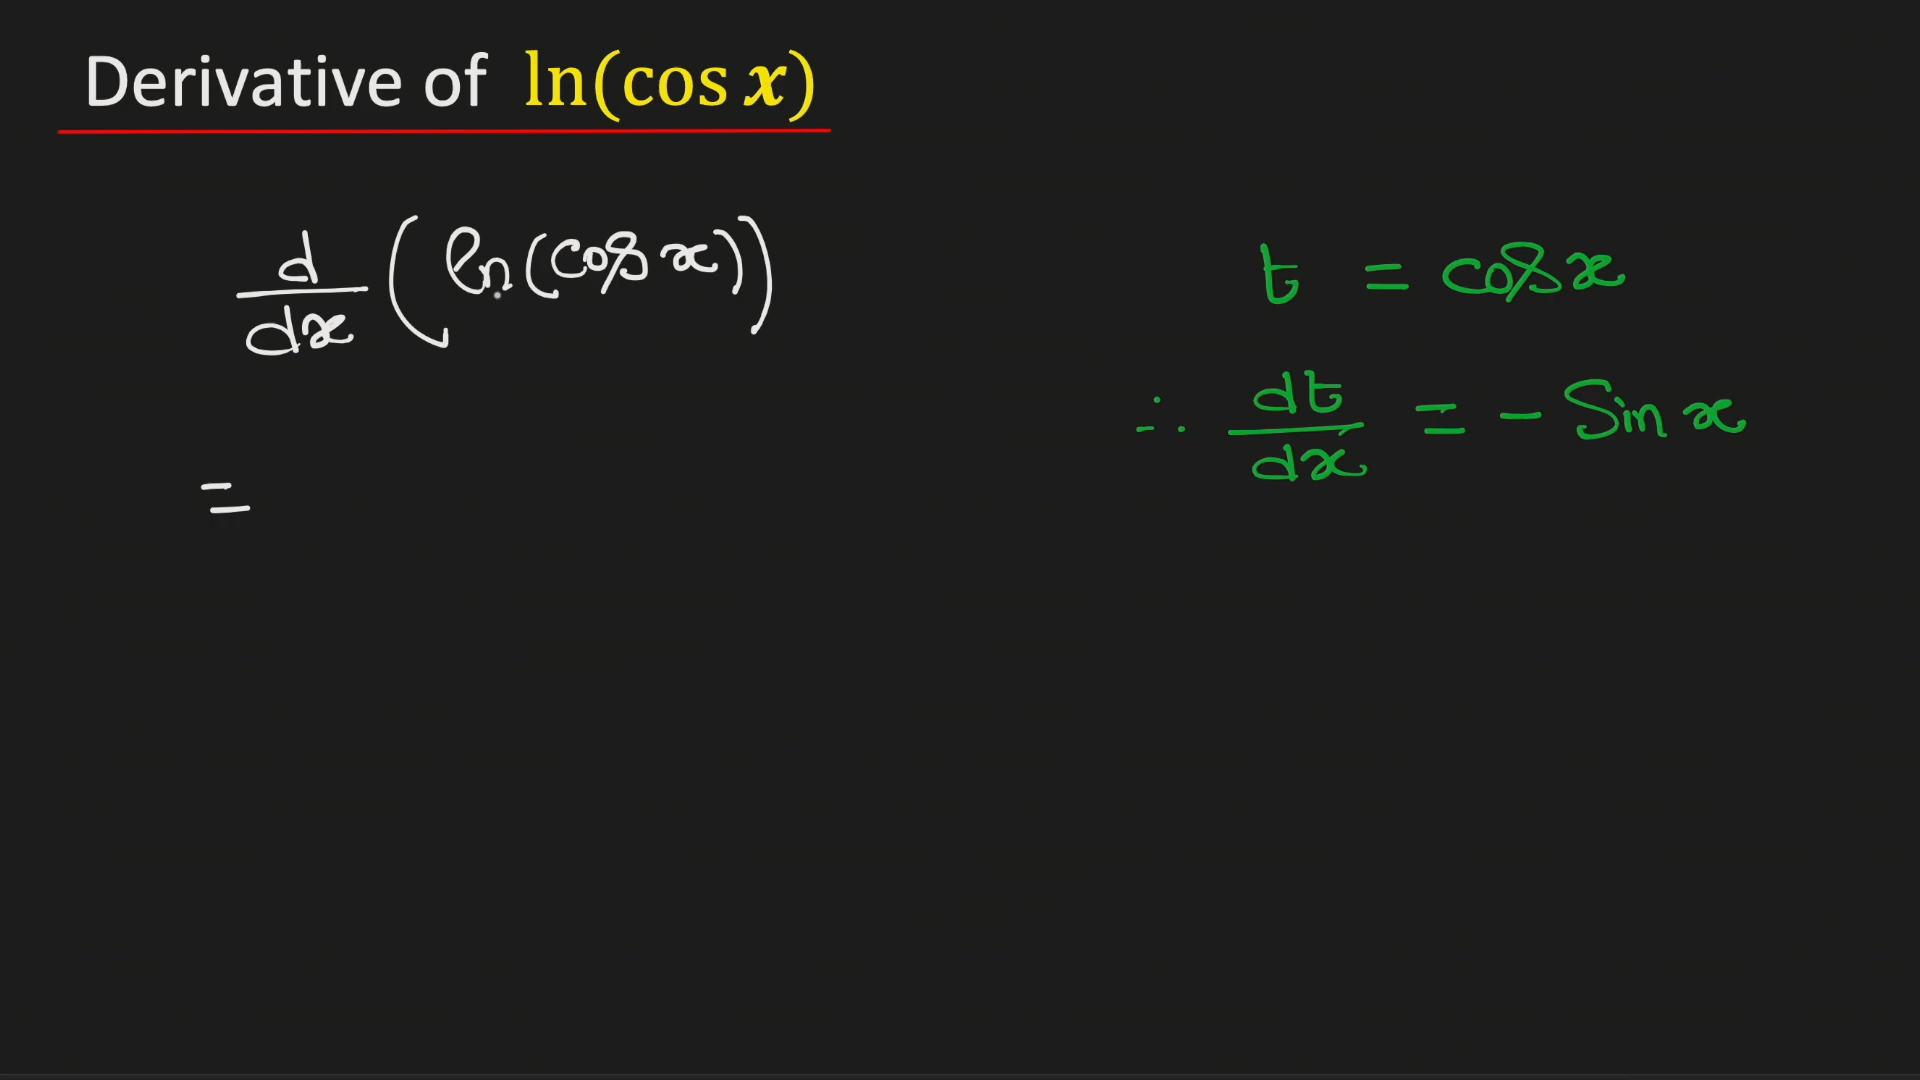 Derivative of ln(cos x)
d/dx (ln(cos x))
t = cos x
∴ dt/dx = - Sin x
=